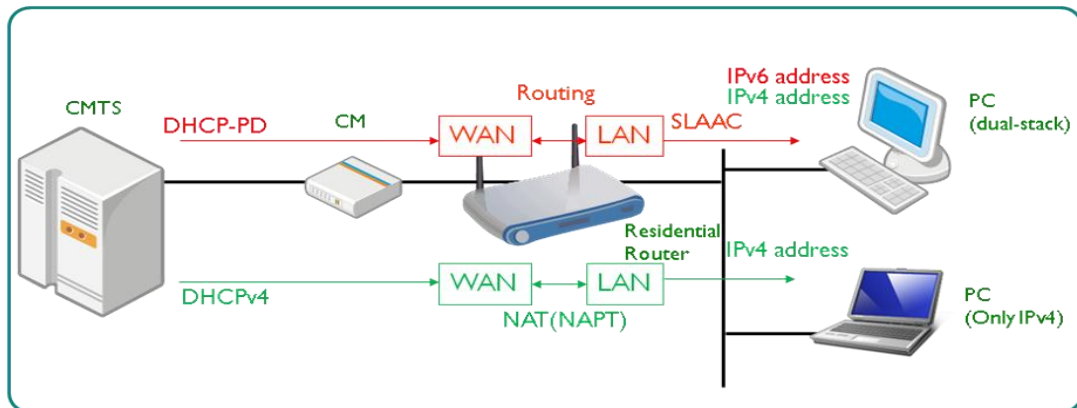 CMTS
DHCP-PD
CM
Routing
WAN
LAN
SLAAC
IPv6 address
IPv4 address
PC
(dual-stack)
Residential
Router
DHCPv4
WAN
LAN
NAT(NAPT)
IPv4 address
PC
(Only IPv4)